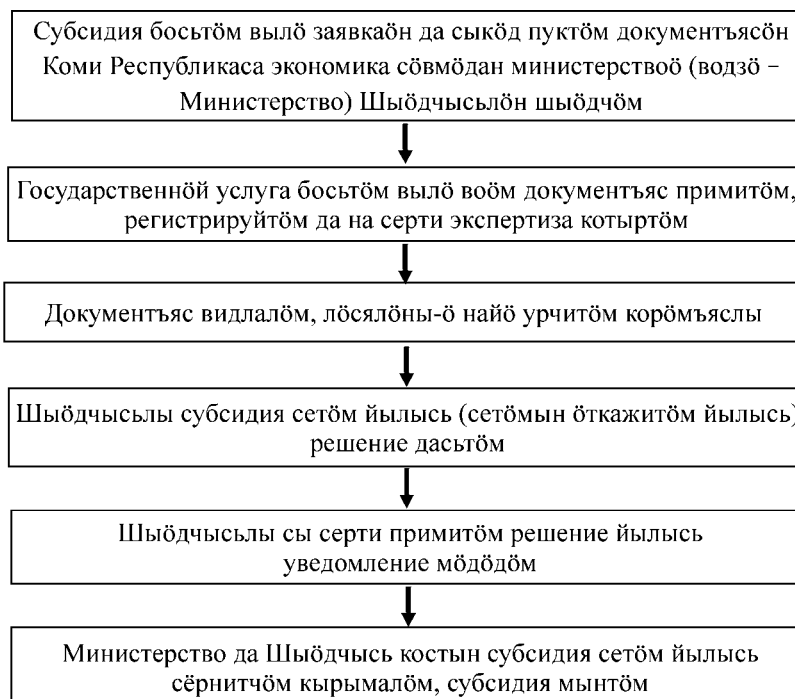 Субсидия босьтӧм вылӧ заявкаӧн да сыкӧд пуктӧм документъясӧн
Коми Республикаса экономика сӧвмӧдан министерствоӧ (водзӧ –
Министерство) Шыӧдчысьлӧн шыӧдчӧм
Государственнӧй услуга босьтӧм вылӧ воӧм документъяс примитӧм,
регистрируйтӧм да на серти экспертиза котыртӧм
Документъяс видлалӧм, лӧсялӧны-ӧ найӧ урчитӧм корӧмъяслы
Шыӧдчысьлы субсидия сетӧм йылысь (сетӧмын ӧткажитӧм йылысь)
решение дасьтӧм
Шыӧдчысьлы сы серти примитӧм решение йылысь
уведомление мӧдӧдӧм
Министерство да Шыӧдчысь костын субсидия сетӧм йылысь
сёрнитчӧм кырымалӧм, субсидия мынтӧм